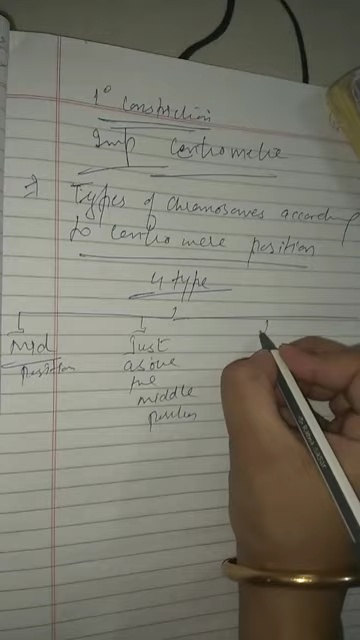 1° Constriction
Imp Centromere
Types of chromosomes according
to centromere position
4 type
Mid
position
Just
above
the
middle
position